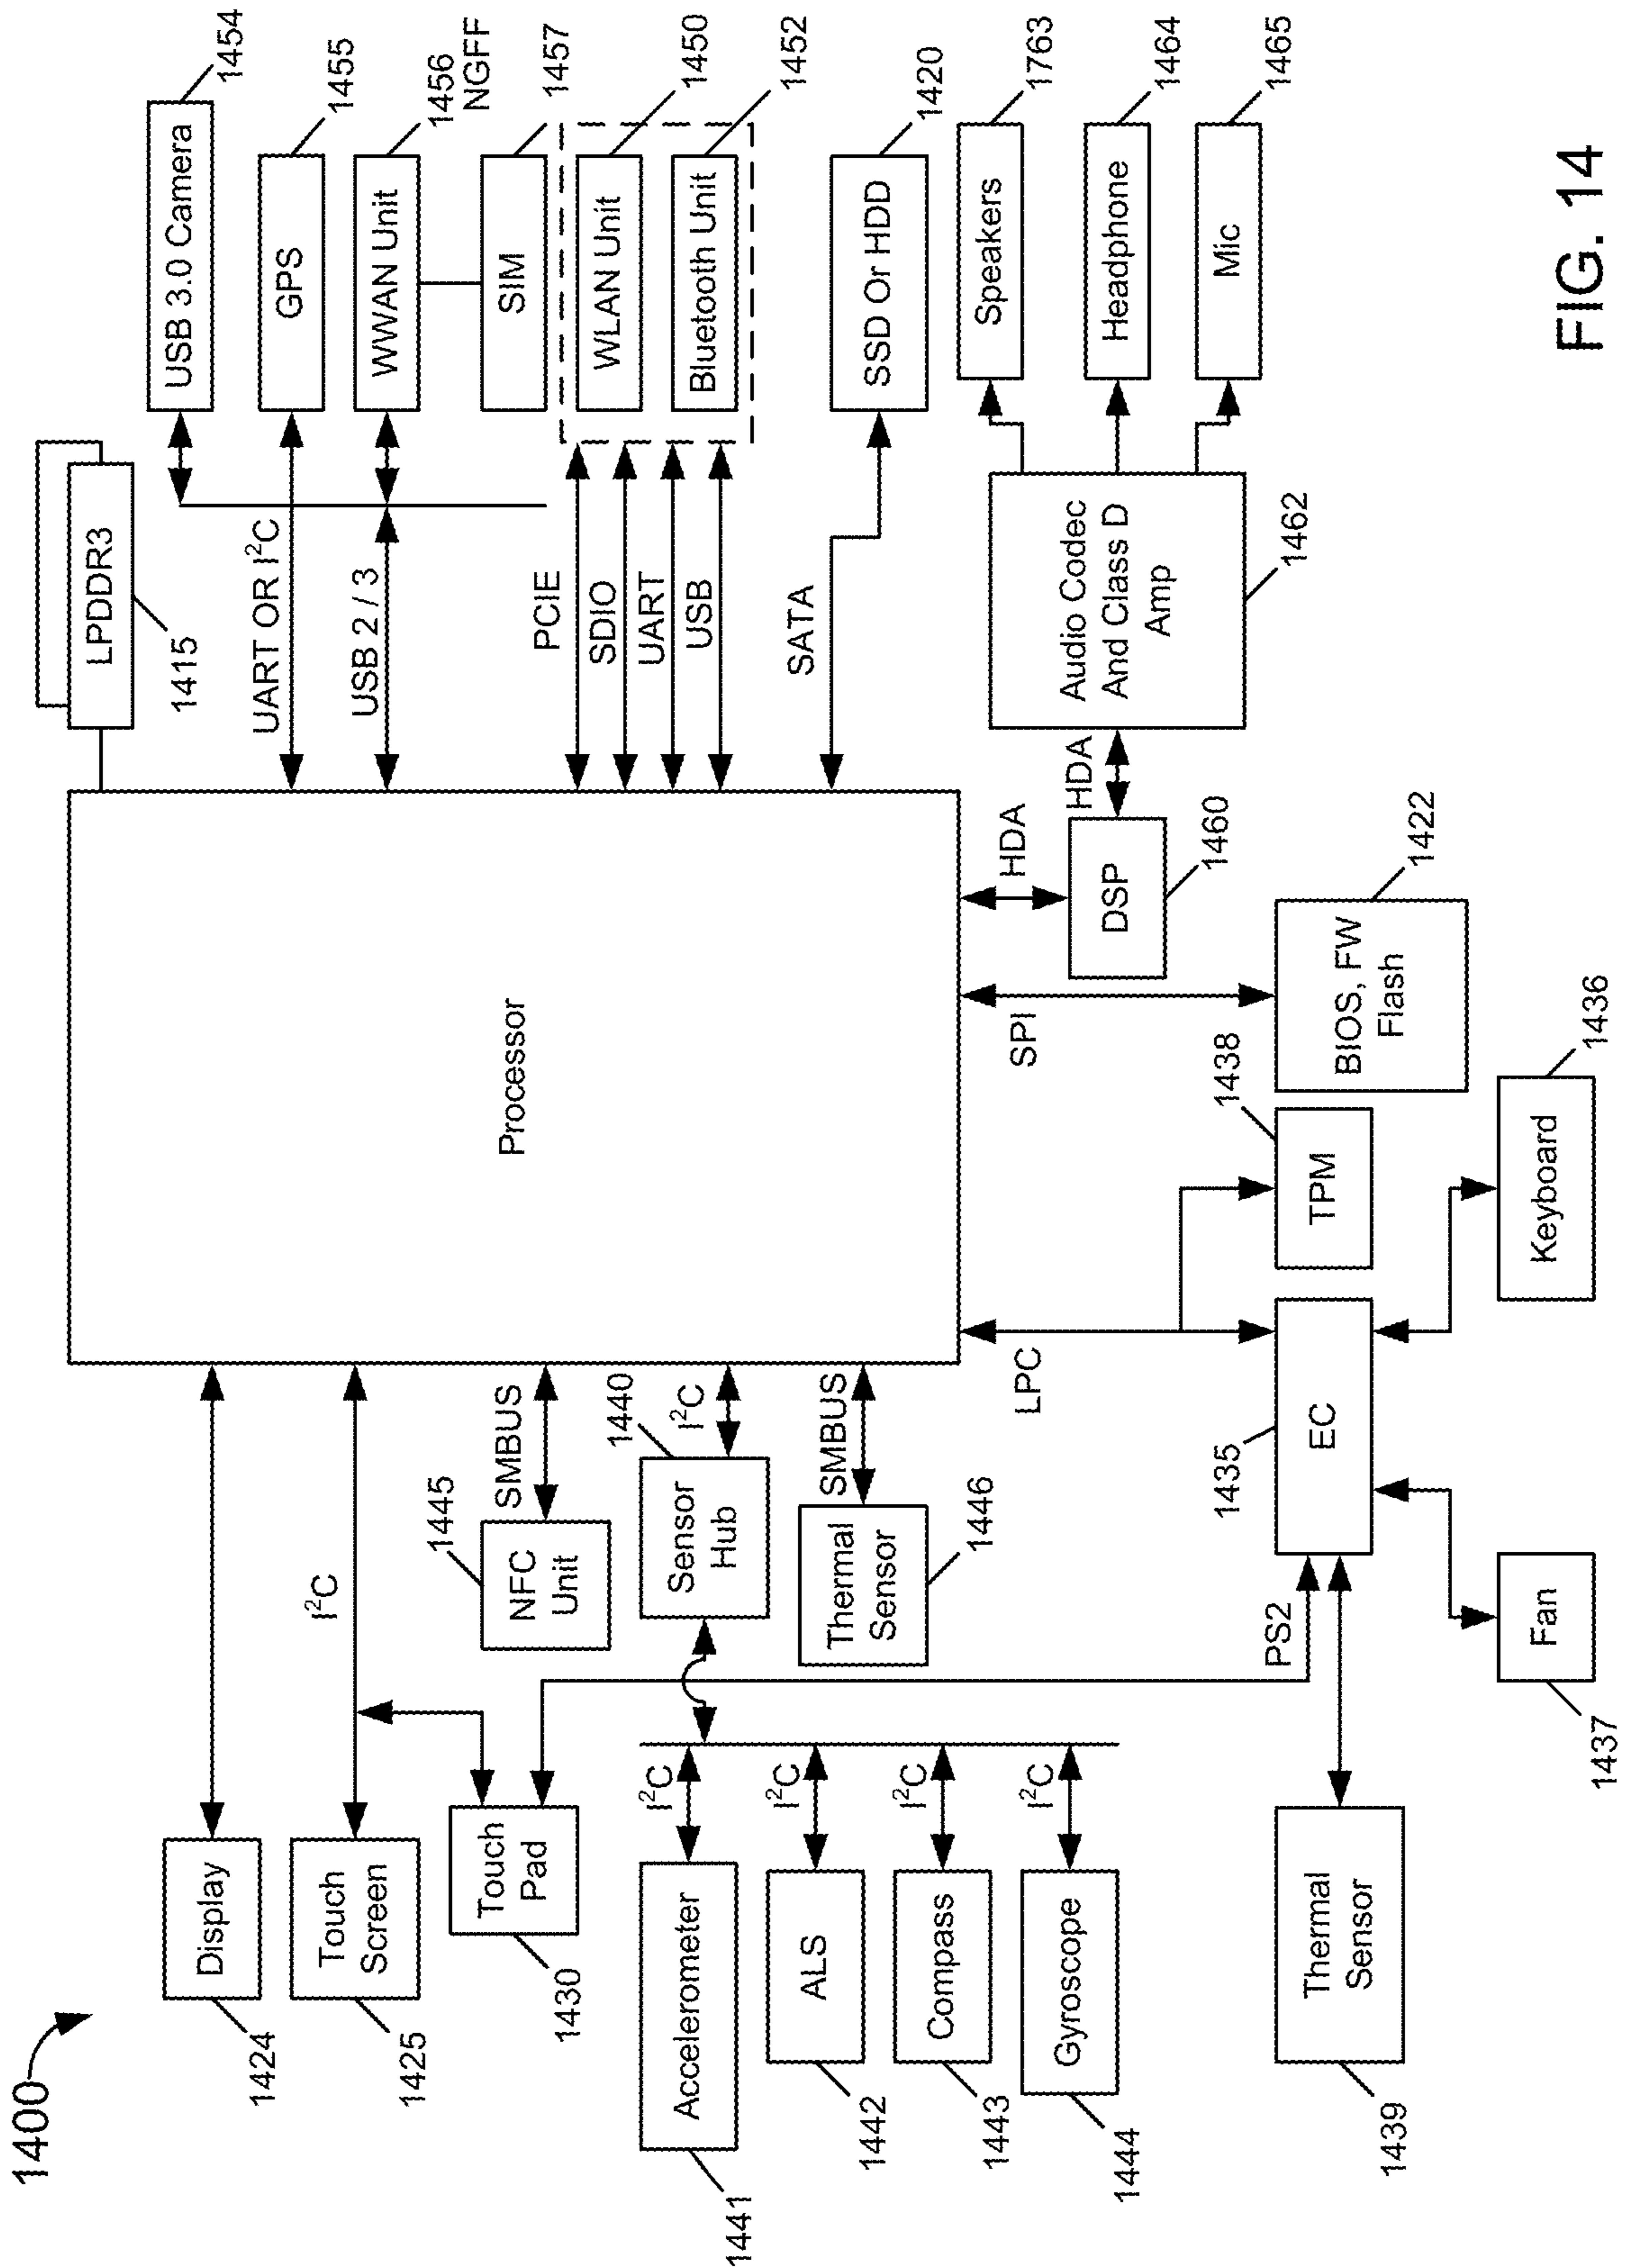 1400
Display
1424
Touch
Screen
1425
I²C
Touch
Pad
1430
NFC
Unit
1445
SMBUS
Sensor
Hub
1440
I²C
Thermal
Sensor
1446
SMBUS
Accelerometer
1441
I²C
ALS
1442
I²C
Compass
1443
I²C
Gyroscope
1444
I²C
Thermal
Sensor
1439
PS2
Fan
1437
EC
1435
LPC
Keyboard
1436
TPM
1438
SPI
BIOS, FW
Flash
1422
Processor
LPDDR3
1415
UART OR I²C
USB 2 / 3
USB 3.0 Camera
1454
GPS
1455
WWAN Unit
1456
NGFF
SIM
1457
PCIE
SDIO
UART
USB
WLAN Unit
1450
Bluetooth Unit
1452
SATA
SSD Or HDD
1420
HDA
DSP
1460
HDA
Audio Codec
And Class D
Amp
1462
Speakers
1763
Headphone
1464
Mic
1465
FIG. 14